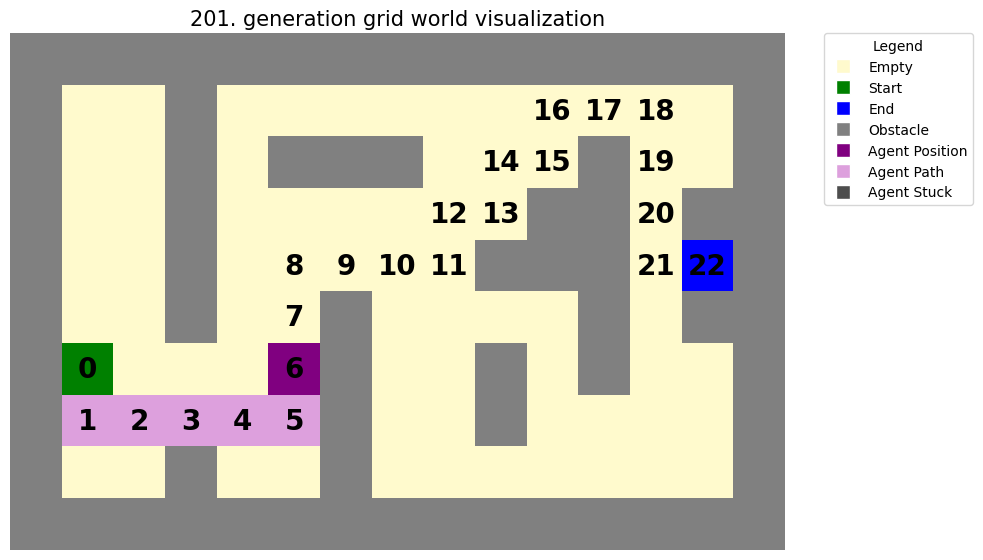 201. generation grid world visualization
Legend
Empty
Start
End
Obstacle
Agent Position
Agent Path
Agent Stuck
16 17 18
14 15 19
12 13 20
8 9 10 11 21 22
7
0 6
1 2 3 4 5